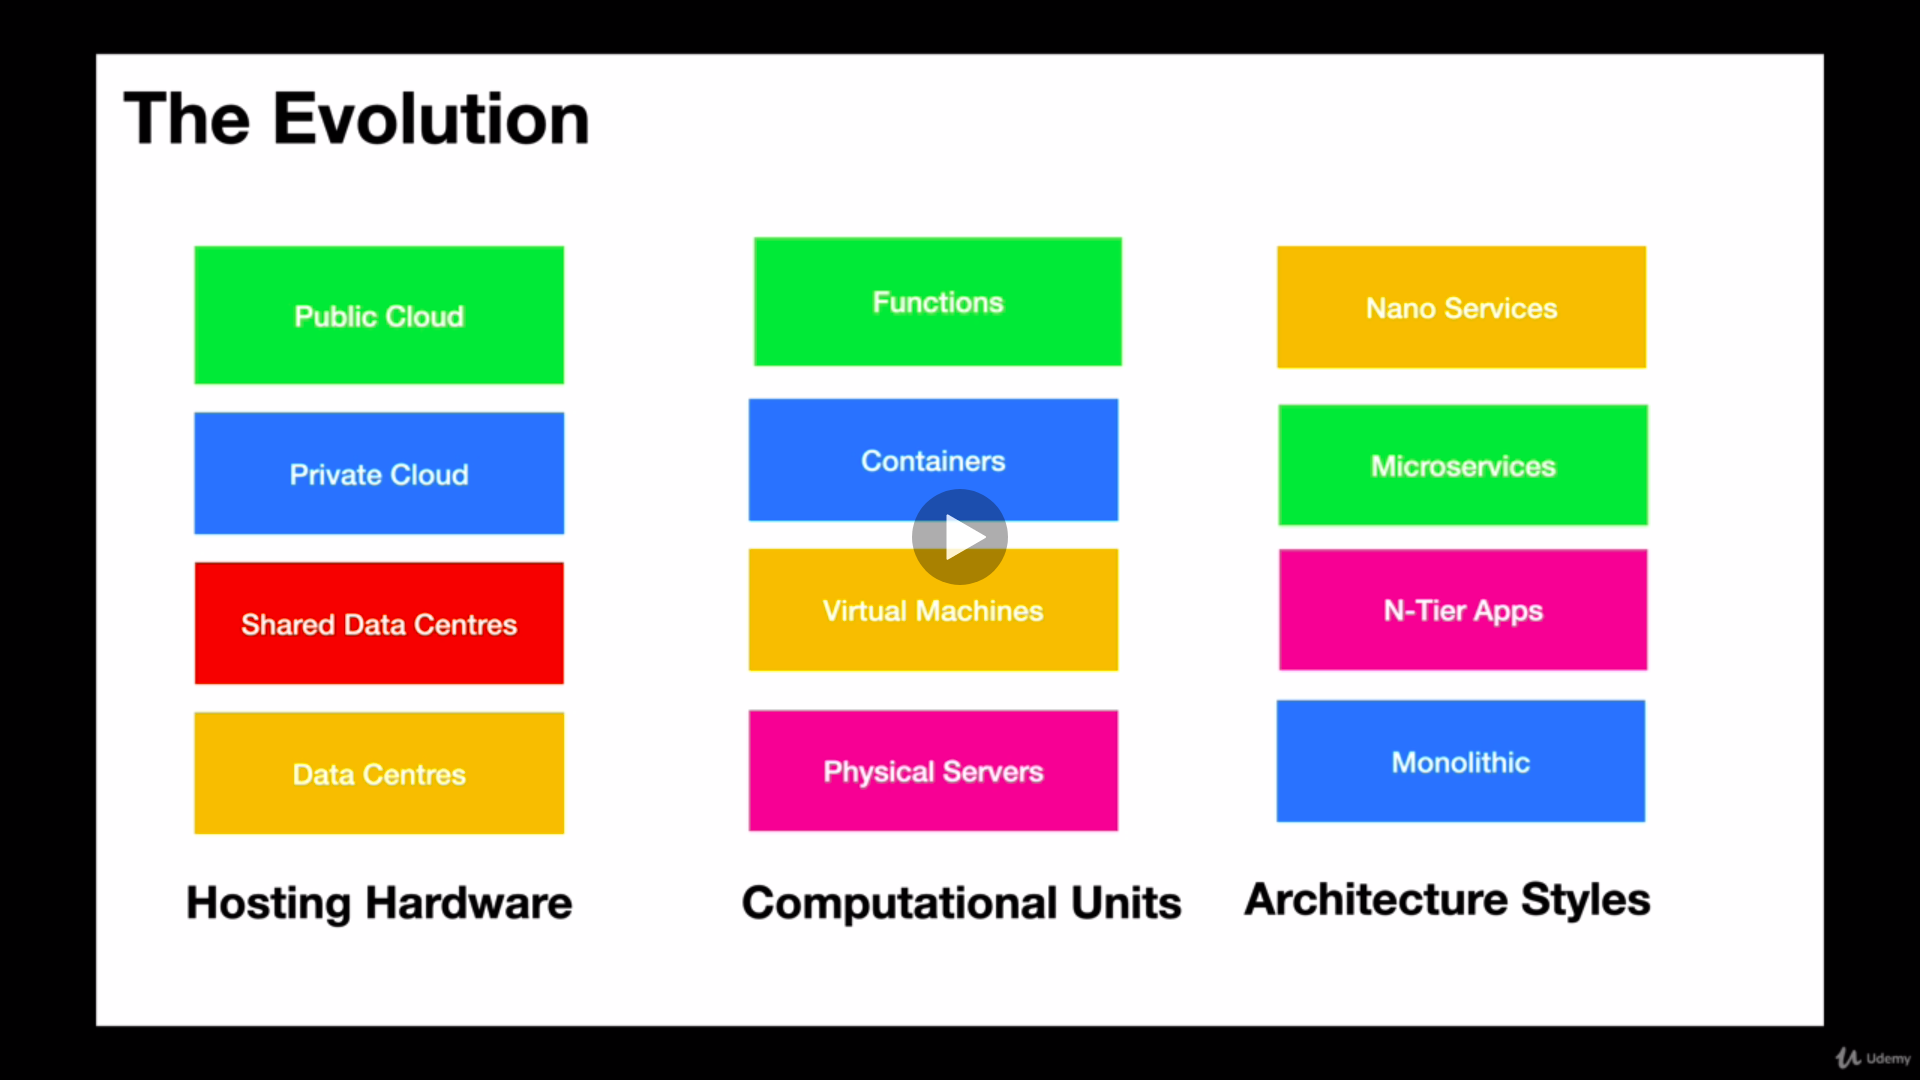 The Evolution
Public Cloud
Private Cloud
Shared Data Centres
Data Centres
Hosting Hardware
Functions
Containers
Virtual Machines
Physical Servers
Computational Units
Nano Services
Microservices
N-Tier Apps
Monolithic
Architecture Styles
Udemy